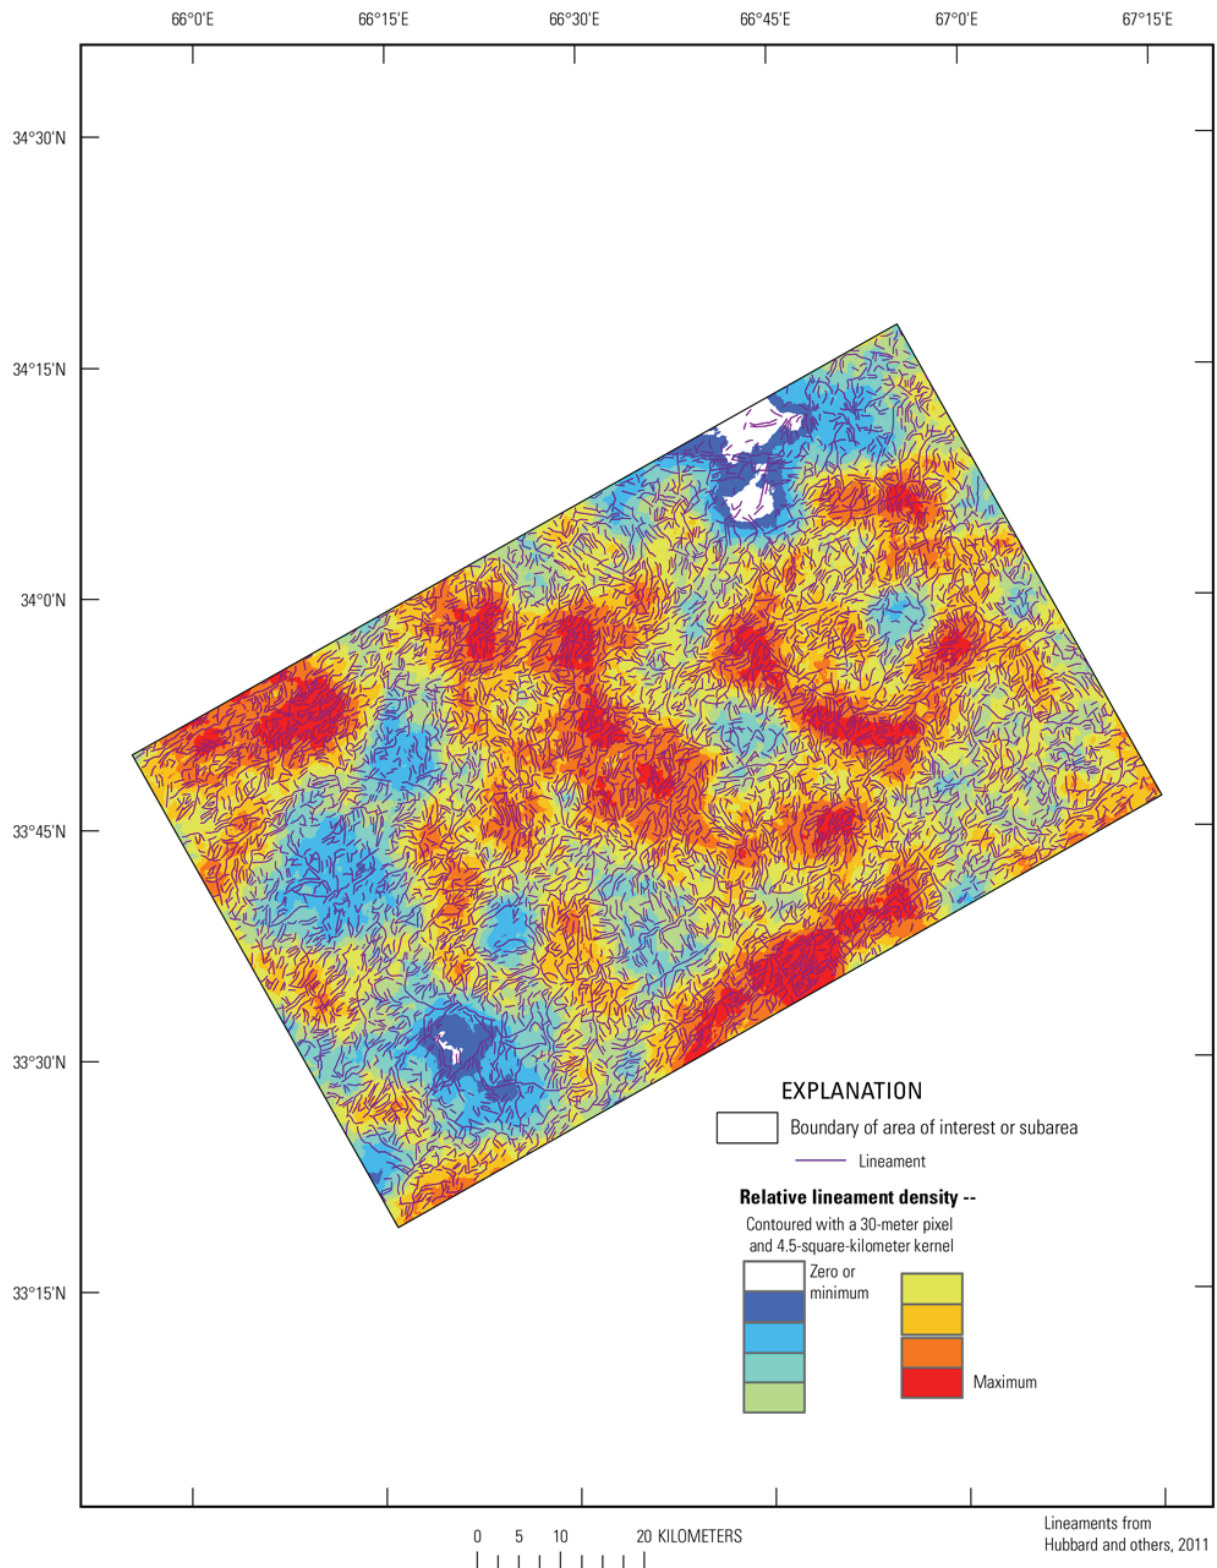 66°0'E 66°15'E 66°30'E 66°45'E 67°0'E 67°15'E
34°30'N
34°15'N
34°0'N
33°45'N
33°30'N
33°15'N
EXPLANATION
Boundary of area of interest or subarea
Lineament
Relative lineament density --
Contoured with a 30-meter pixel
and 4.5-square-kilometer kernel
Zero or
minimum
Maximum
0 5 10 20 KILOMETERS
Lineaments from
Hubbard and others, 2011